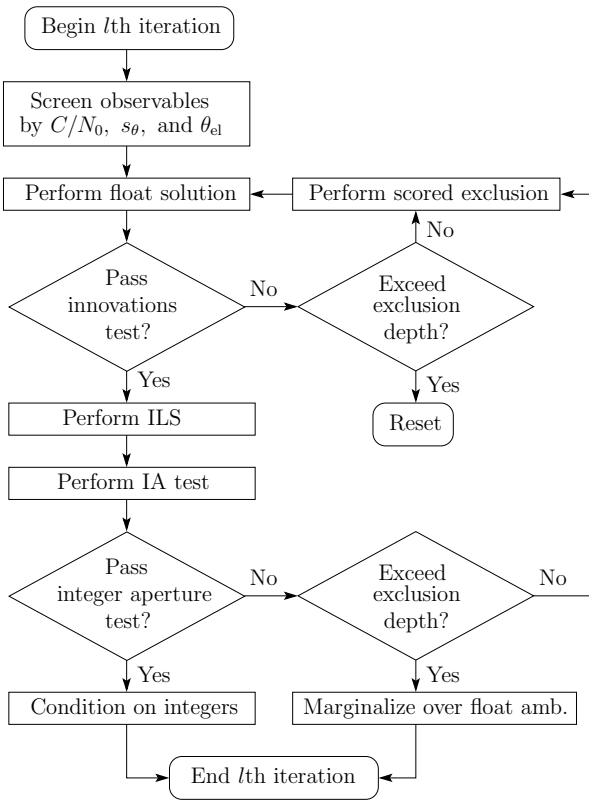 Begin lth iteration
Screen observables
by C/N₀, s_θ, and θ_el
Perform float solution
Perform scored exclusion
No
Pass
innovations
test?
No
Exceed
exclusion
depth?
Yes
Yes
Perform ILS
Reset
Perform IA test
Pass
integer aperture
test?
No
Exceed
exclusion
depth?
No
Yes
Yes
Condition on integers
Marginalize over float amb.
End lth iteration